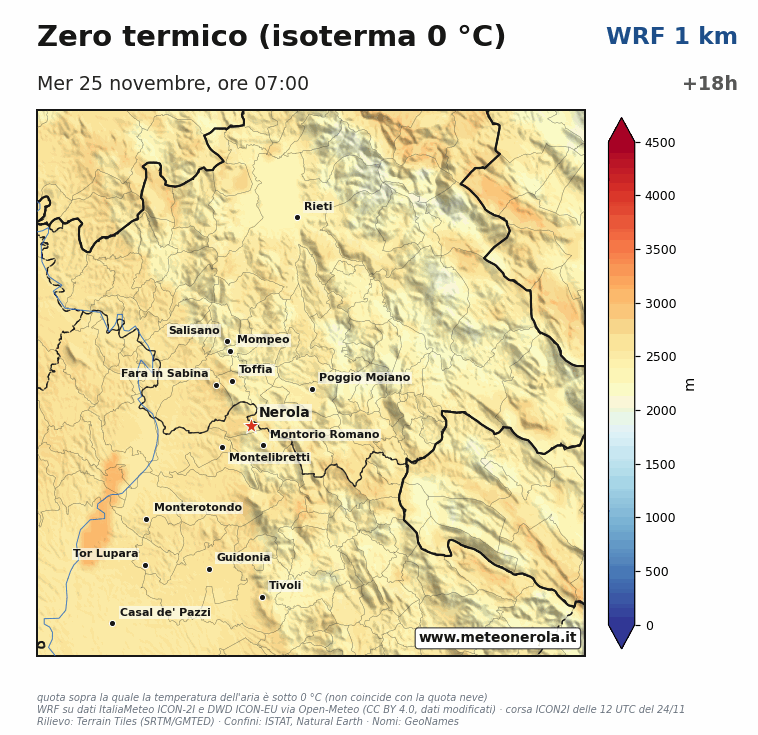 Zero termico (isoterma 0 °C)
WRF 1 km
Mer 25 novembre, ore 07:00
+18h
Rieti
Salisano
Mompeo
Toffia
Fara in Sabina
Poggio Moiano
Nerola
Montorio Romano
Montelibretti
Monterotondo
Tor Lupara
Guidonia
Tivoli
Casal de' Pazzi
www.meteonerola.it
4500
4000
3500
3000
2500
2000
1500
1000
500
0
m
quota sopra la quale la temperatura dell'aria è sotto 0 °C (non coincide con la quota neve)
WRF su dati ItaliaMeteo ICON-2I e DWD ICON-EU via Open-Meteo (CC BY 4.0, dati modificati) · corsa ICON2I delle 12 UTC del 24/11
Rilievo: Terrain Tiles (SRTM/GMTED) · Confini: ISTAT, Natural Earth · Nomi: GeoNames